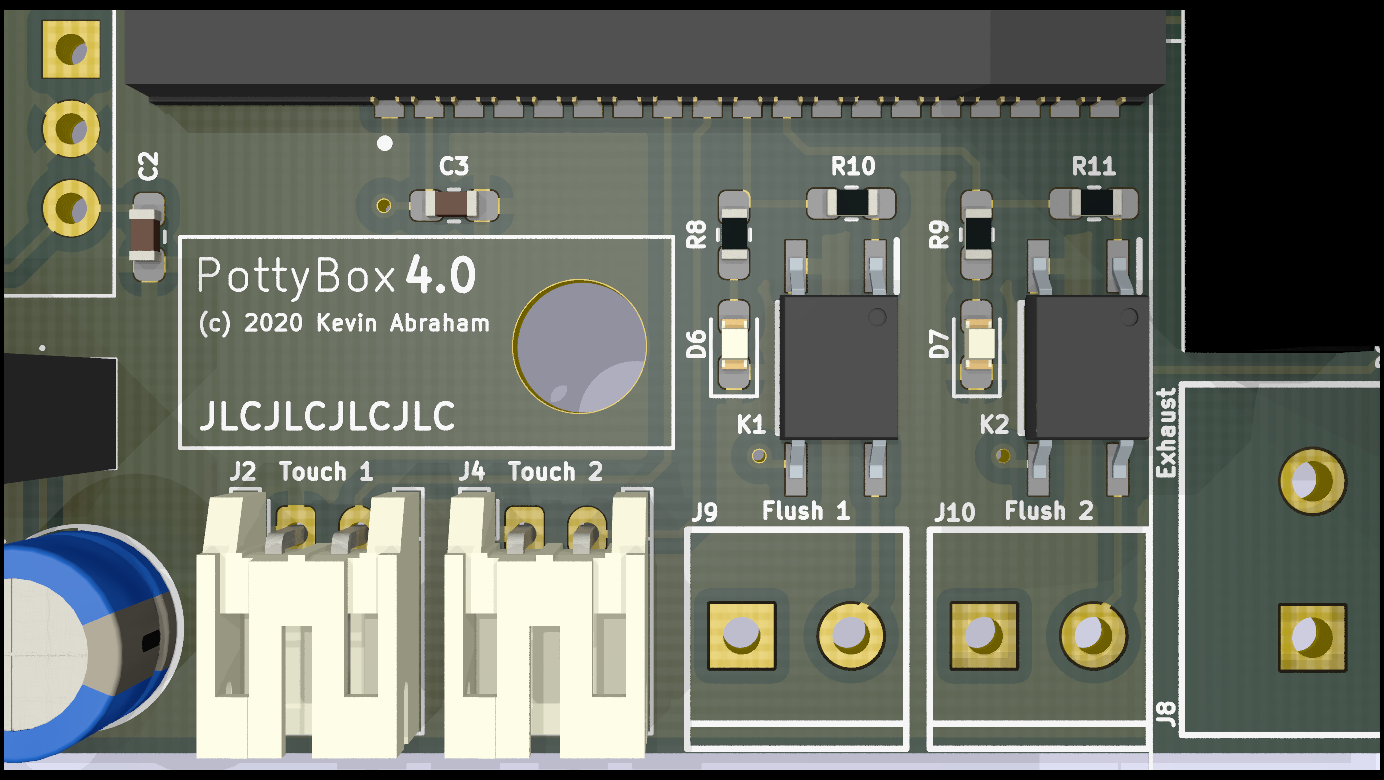 C2
C3
R10
R11
R8
R9
PottyBox 4.0
(c) 2020 Kevin Abraham
D6
D7
JLCJLCJLCJLC
K1
K2
Exhaust
J2 Touch 1
J4 Touch 2
J9 Flush 1
J10 Flush 2
J8